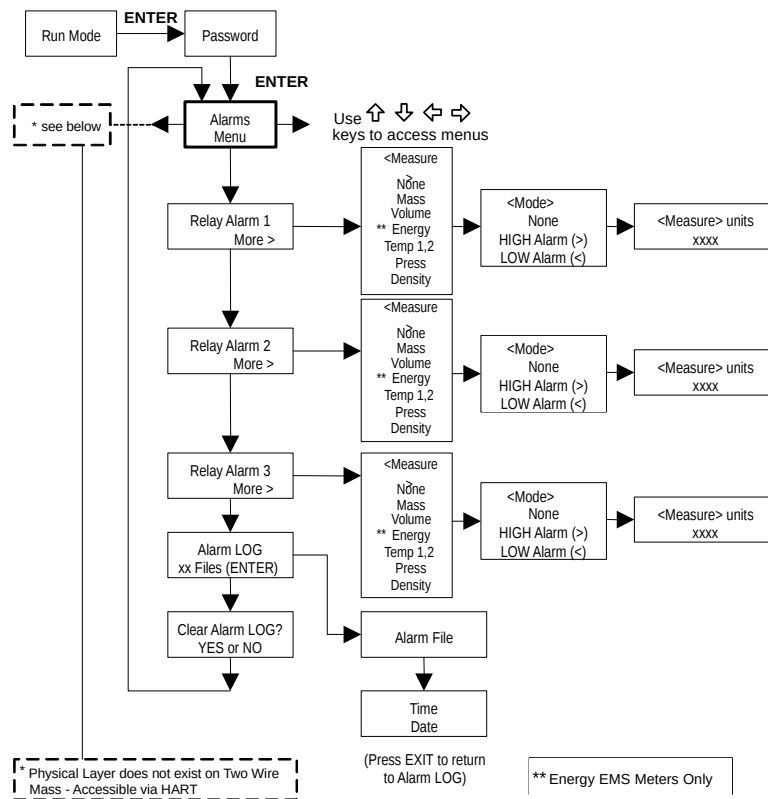 ENTER
Run Mode
Password
ENTER
* see below
Alarms
Menu
Use
keys to access menus
Relay Alarm 1
More >
<Measure
>
None
Mass
Volume
** Energy
Temp 1,2
Press
Density
<Mode>
None
HIGH Alarm (>)
LOW Alarm (<)
<Measure> units
xxxx
Relay Alarm 2
More >
<Measure
>
None
Mass
Volume
** Energy
Temp 1,2
Press
Density
<Mode>
None
HIGH Alarm (>)
LOW Alarm (<)
<Measure> units
xxxx
Relay Alarm 3
More >
<Measure
>
None
Mass
Volume
** Energy
Temp 1,2
Press
Density
<Mode>
None
HIGH Alarm (>)
LOW Alarm (<)
<Measure> units
xxxx
Alarm LOG
xx Files (ENTER)
Clear Alarm LOG?
YES or NO
Alarm File
Time
Date
(Press EXIT to return
to Alarm LOG)
* Physical Layer does not exist on Two Wire
Mass - Accessible via HART
** Energy EMS Meters Only